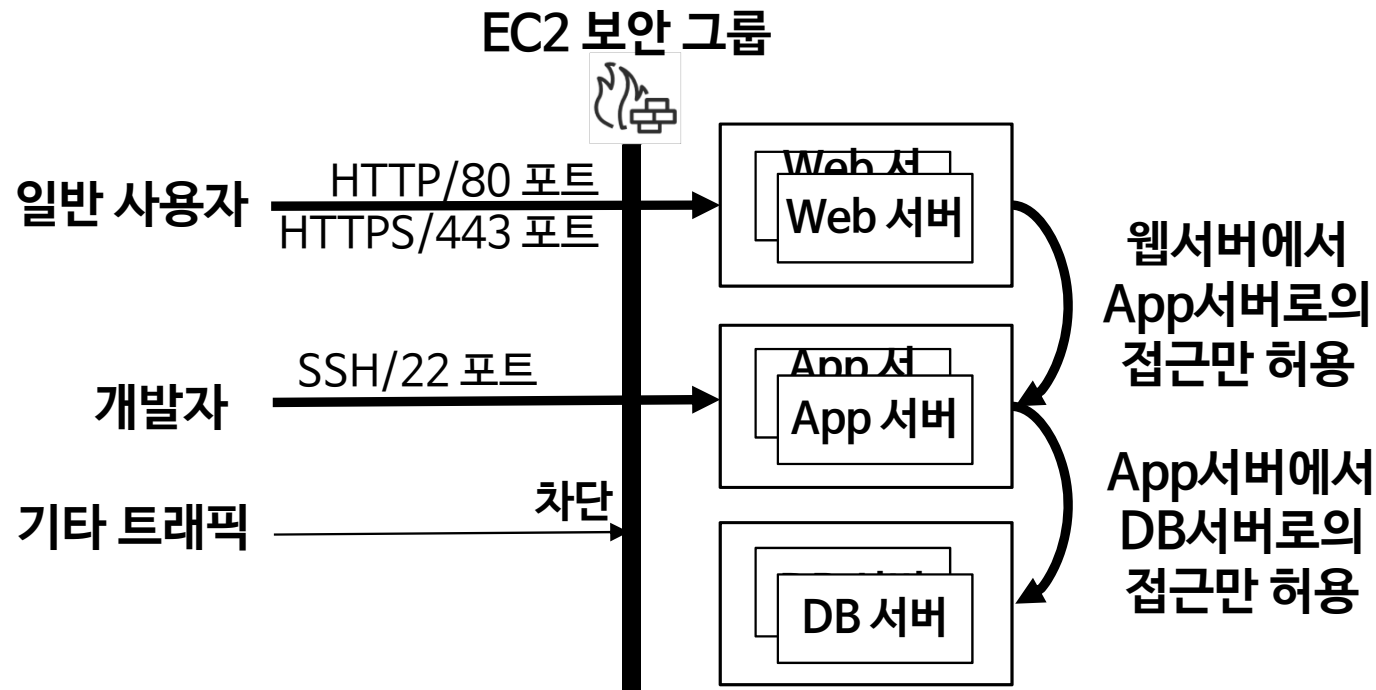 EC2 보안 그룹
일반 사용자
HTTP/80 포트
HTTPS/443 포트
Web 서
Web 서버
웹서버에서
App서버로의
접근만 허용
개발자
SSH/22 포트
App 서
App 서버
기타 트래픽
차단
App서버에서
DB서버로의
접근만 허용
DB 서버